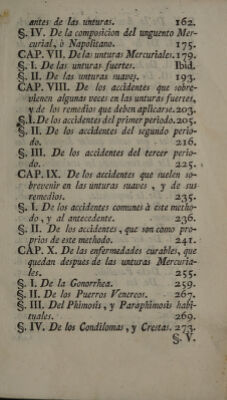 antes de las unturas. 162.
§. IV. De la composicion del unguento Mer-
curial, ò Napolitano. 175.
CAP. VII. De las unturas Mercuriales. 179.
§. I. De las unturas fuertes. Ibid.
§. II. De las unturas suaves. 193.
CAP. VIII. De los accidentes que sobre-
vienen algunas veces en las unturas fuertes,
y de los remedios que deben aplicarse. 203.
§. I. De los accidentes del primer periodo. 205.
§. II. De los accidentes del segundo perio-
do. 216.
§. III. De los accidentes del tercer perio-
do. 225.
CAP. IX. De los accidentes que suelen so-
brevenir en las unturas suaves, y de sus
remedios. 235.
§. I. De los accidentes comunes à este metho-
do, y al antecedente. 236.
§. II. De los accidentes, que son como pro-
prios de este methodo. 241.
CAP. X. De las enfermedades curables, que
quedan despues de las unturas Mercuria-
les. 255.
§. I. De la Gonorrhea. 259.
§. II. De los Puerros Venereos. 267.
§. III. Del Phimosis, y Paraphimosis habi-
tuales. 269.
§. IV. De los Condilomas, y Crestas. 273.
§. V.